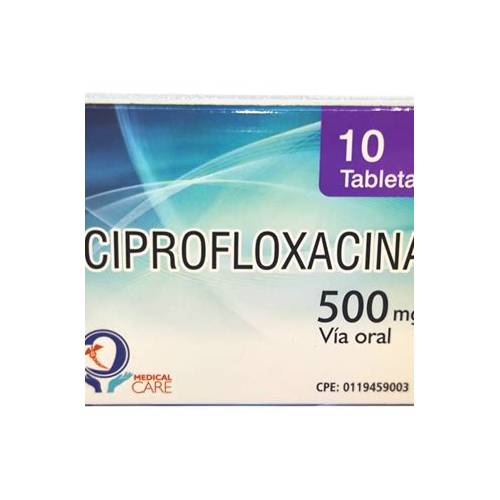 10
Tableta
CIPROFLOXACINA
500 mg
Vía oral
MEDICAL
CARE
CPE: 0119459003